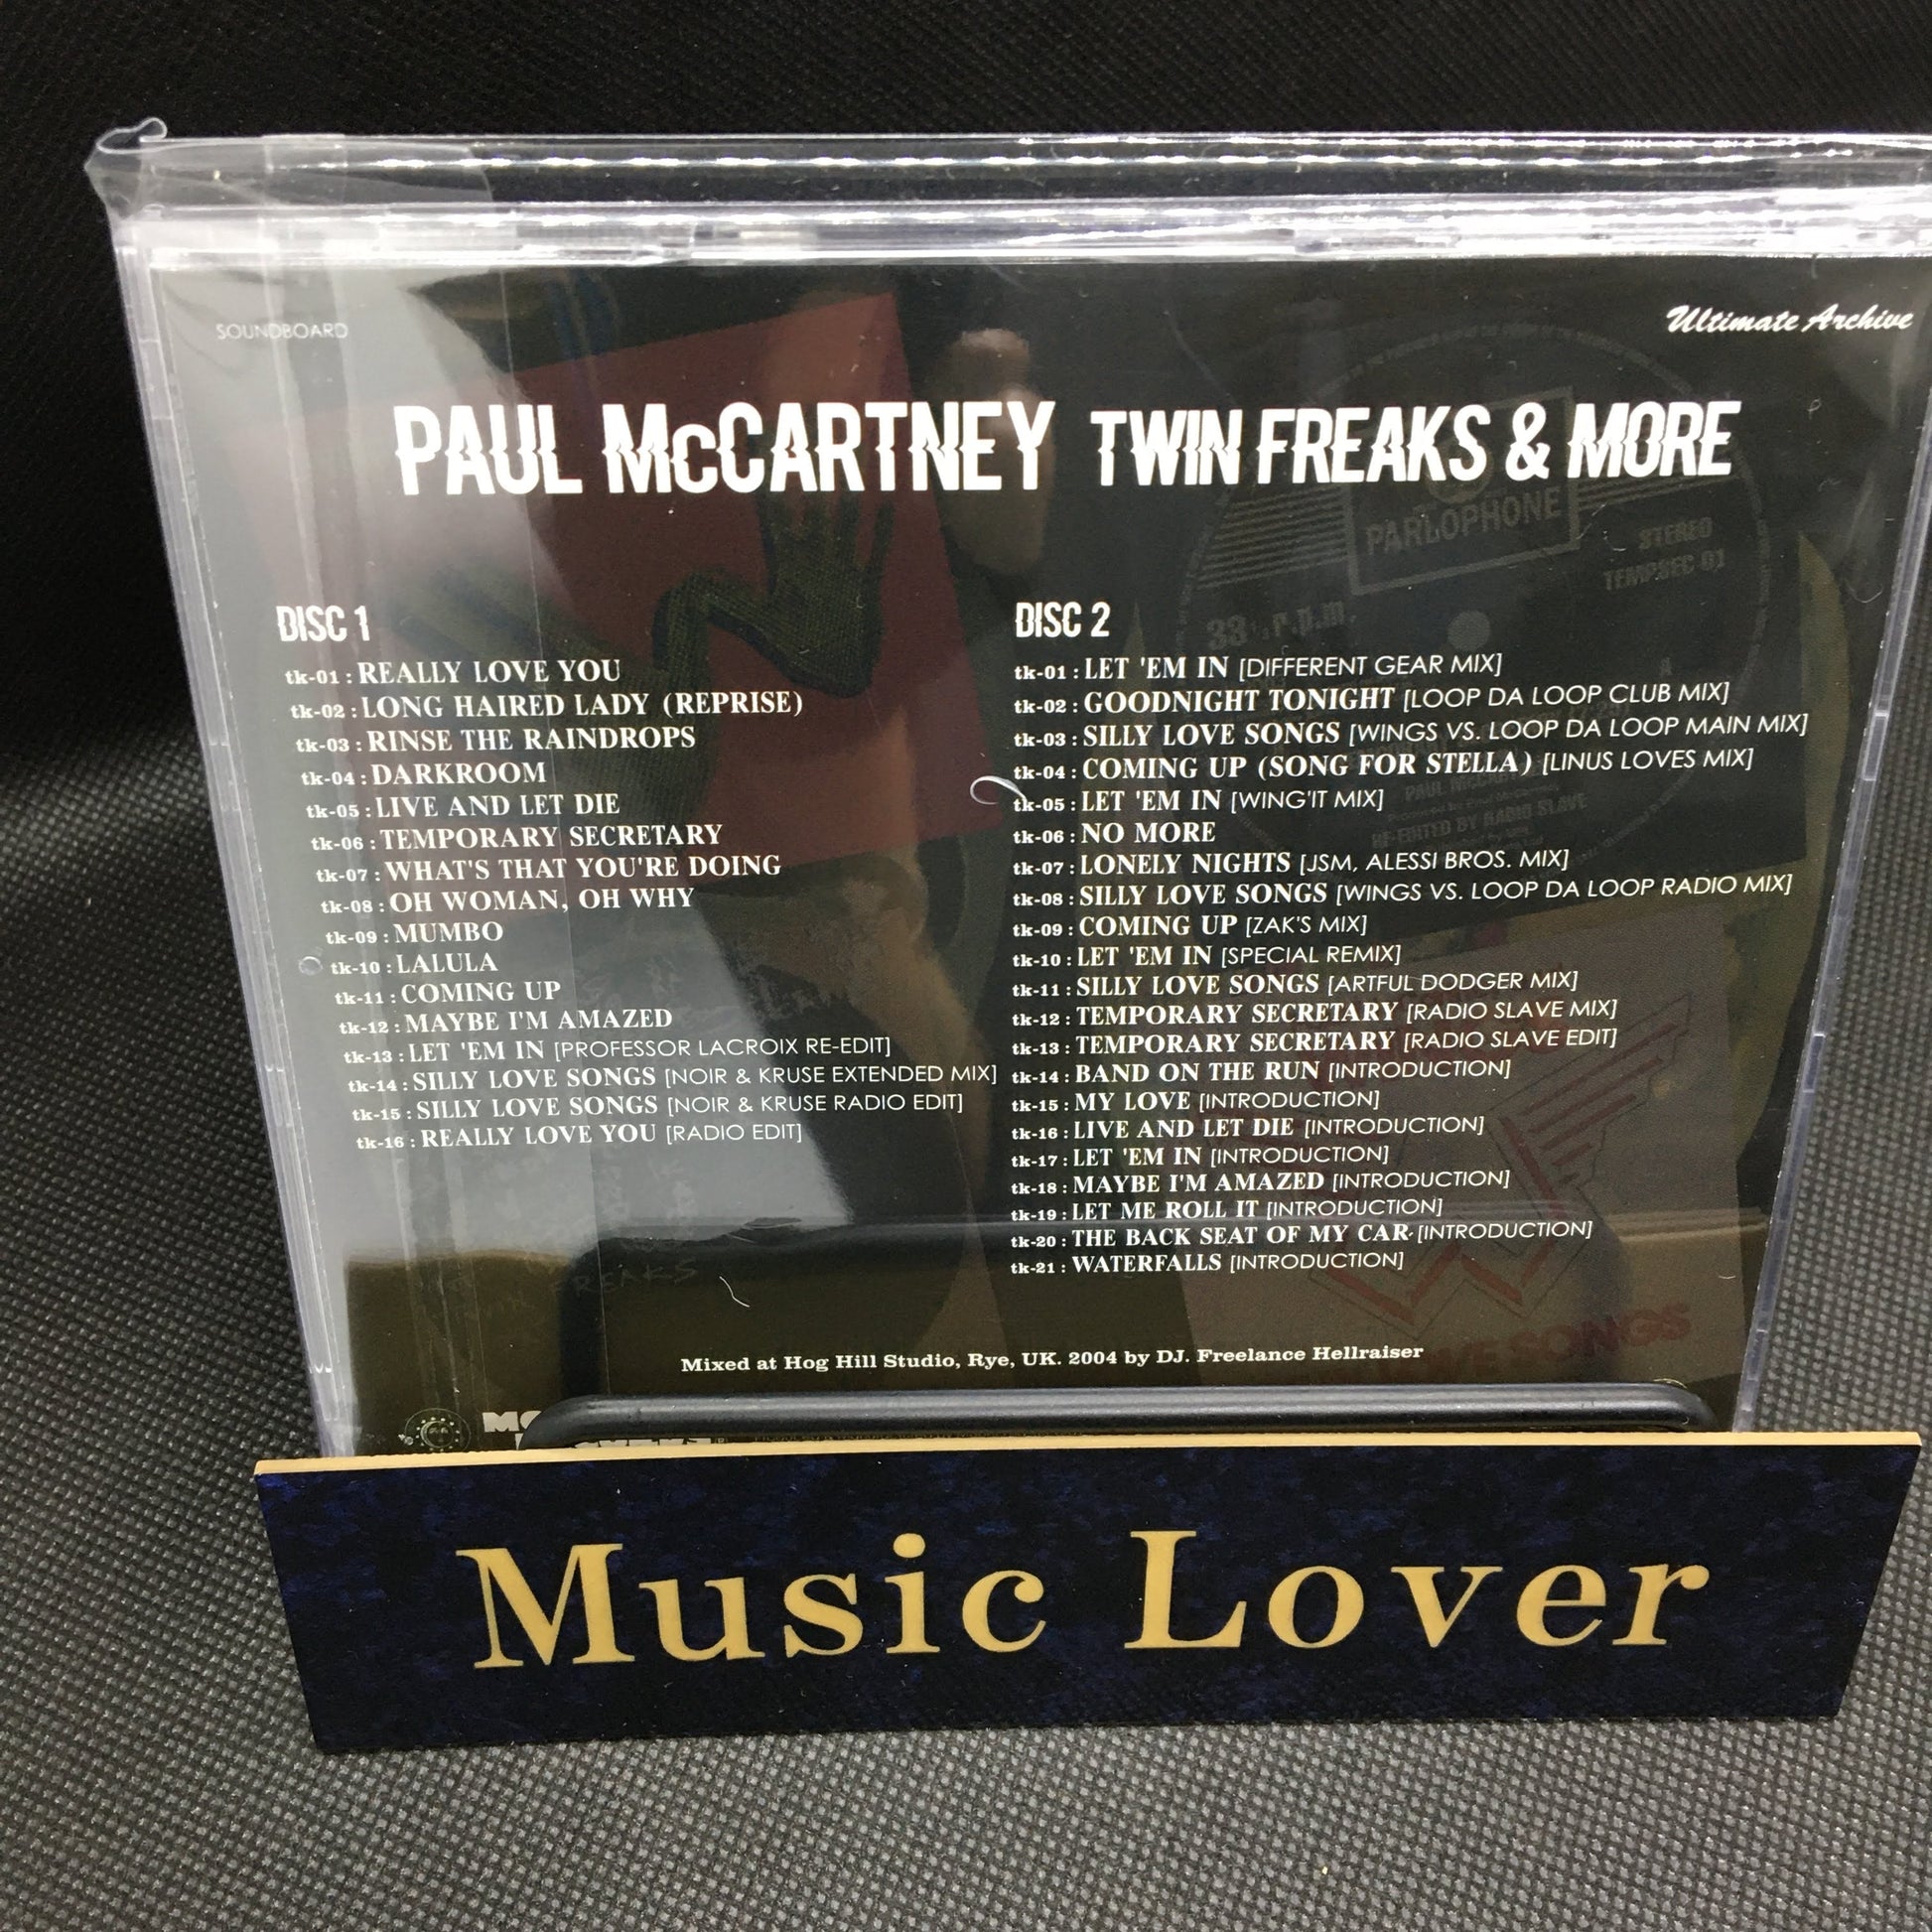 SOUNDBOARD
Ultimate Archive
PAUL McCARTNEY TWIN FREAKS & MORE
PARLOPHONE
STEREO
TEMPSEC 01
33⅓ r.p.m.
DISC 1
tk-01 : REALLY LOVE YOU
tk-02 : LONG HAIRED LADY (REPRISE)
tk-03 : RINSE THE RAINDROPS
tk-04 : DARKROOM
tk-05 : LIVE AND LET DIE
tk-06 : TEMPORARY SECRETARY
tk-07 : WHAT'S THAT YOU'RE DOING
tk-08 : OH WOMAN, OH WHY
tk-09 : MUMBO
tk-10 : LALULA
tk-11 : COMING UP
tk-12 : MAYBE I'M AMAZED
tk-13 : LET 'EM IN [PROFESSOR LACROIX RE-EDIT]
tk-14 : SILLY LOVE SONGS [NOIR & KRUSE EXTENDED MIX]
tk-15 : SILLY LOVE SONGS [NOIR & KRUSE RADIO EDIT]
tk-16 : REALLY LOVE YOU [RADIO EDIT]
DISC 2
tk-01 : LET 'EM IN [DIFFERENT GEAR MIX]
tk-02 : GOODNIGHT TONIGHT [LOOP DA LOOP CLUB MIX]
tk-03 : SILLY LOVE SONGS [WINGS VS. LOOP DA LOOP MAIN MIX]
tk-04 : COMING UP (SONG FOR STELLA) [LINUS LOVES MIX]
tk-05 : LET 'EM IN [WING'IT MIX]
tk-06 : NO MORE
tk-07 : LONELY NIGHTS [JSM, ALESSI BROS. MIX]
tk-08 : SILLY LOVE SONGS [WINGS VS. LOOP DA LOOP RADIO MIX]
tk-09 : COMING UP [ZAK'S MIX]
tk-10 : LET 'EM IN [SPECIAL REMIX]
tk-11 : SILLY LOVE SONGS [ARTFUL DODGER MIX]
tk-12 : TEMPORARY SECRETARY [RADIO SLAVE MIX]
tk-13 : TEMPORARY SECRETARY [RADIO SLAVE EDIT]
tk-14 : BAND ON THE RUN [INTRODUCTION]
tk-15 : MY LOVE [INTRODUCTION]
tk-16 : LIVE AND LET DIE [INTRODUCTION]
tk-17 : LET 'EM IN [INTRODUCTION]
tk-18 : MAYBE I'M AMAZED [INTRODUCTION]
tk-19 : LET ME ROLL IT [INTRODUCTION]
tk-20 : THE BACK SEAT OF MY CAR [INTRODUCTION]
tk-21 : WATERFALLS [INTRODUCTION]
RE-EDITED BY RADIO SLAVE
FREAKS
SONGS
Mixed at Hog Hill Studio, Rye, UK. 2004 by DJ. Freelance Hellraiser
Music Lover